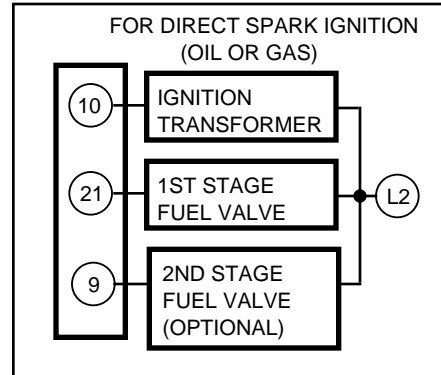 FOR DIRECT SPARK IGNITION
(OIL OR GAS)
10
IGNITION
TRANSFORMER
21
1ST STAGE
FUEL VALVE
L2
9
2ND STAGE
FUEL VALVE
(OPTIONAL)